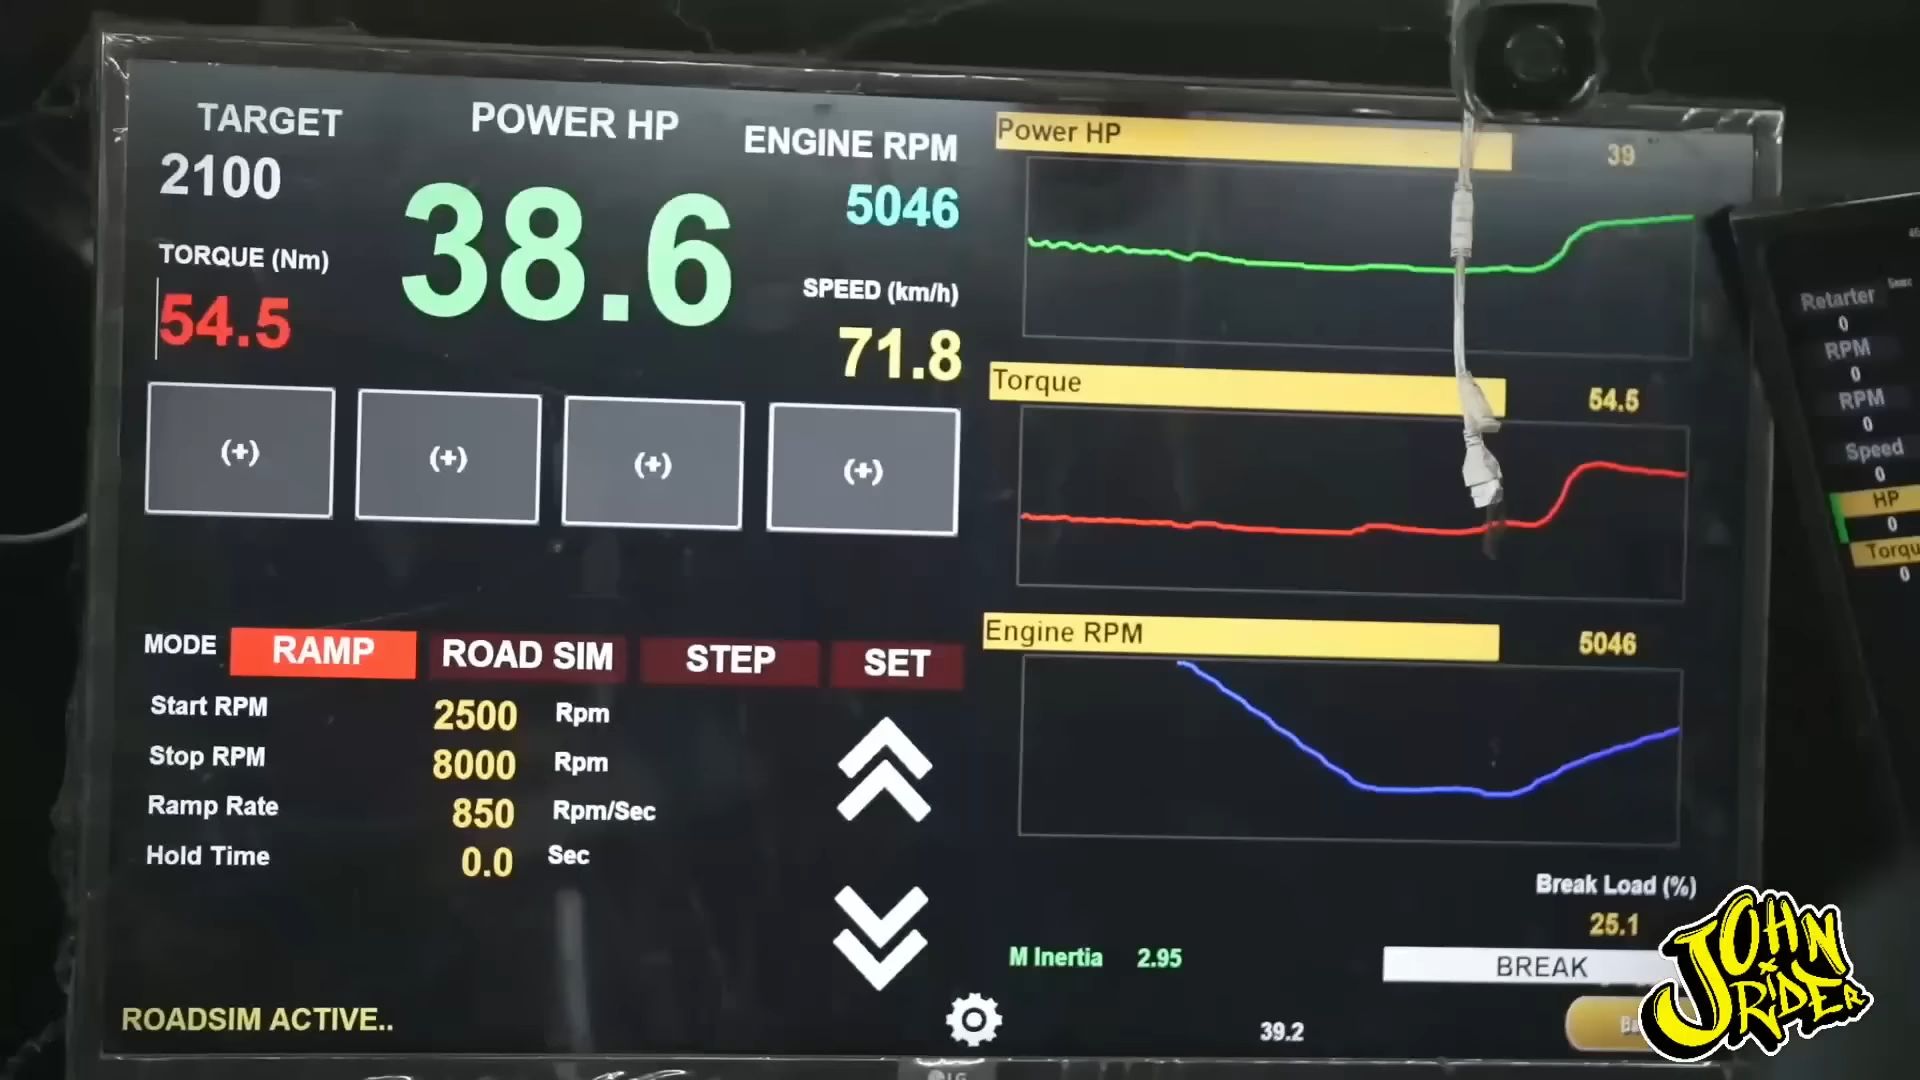 TARGET
2100
POWER HP
38.6
ENGINE RPM
5046
TORQUE (Nm)
54.5
SPEED (km/h)
71.8
(+) (+) (+) (+)
MODE RAMP ROAD SIM STEP SET
Start RPM 2500 Rpm
Stop RPM 8000 Rpm
Ramp Rate 850 Rpm/Sec
Hold Time 0.0 Sec
ROADSIM ACTIVE..
Power HP 39
Torque 54.5
Engine RPM 5046
Break Load (%)
25.1
M Inertia 2.95
BREAK
39.2
LG
Retarter
0
RPM
0
RPM
0
Speed
0
HP
0
Torqu
0
JOHN
RIDER